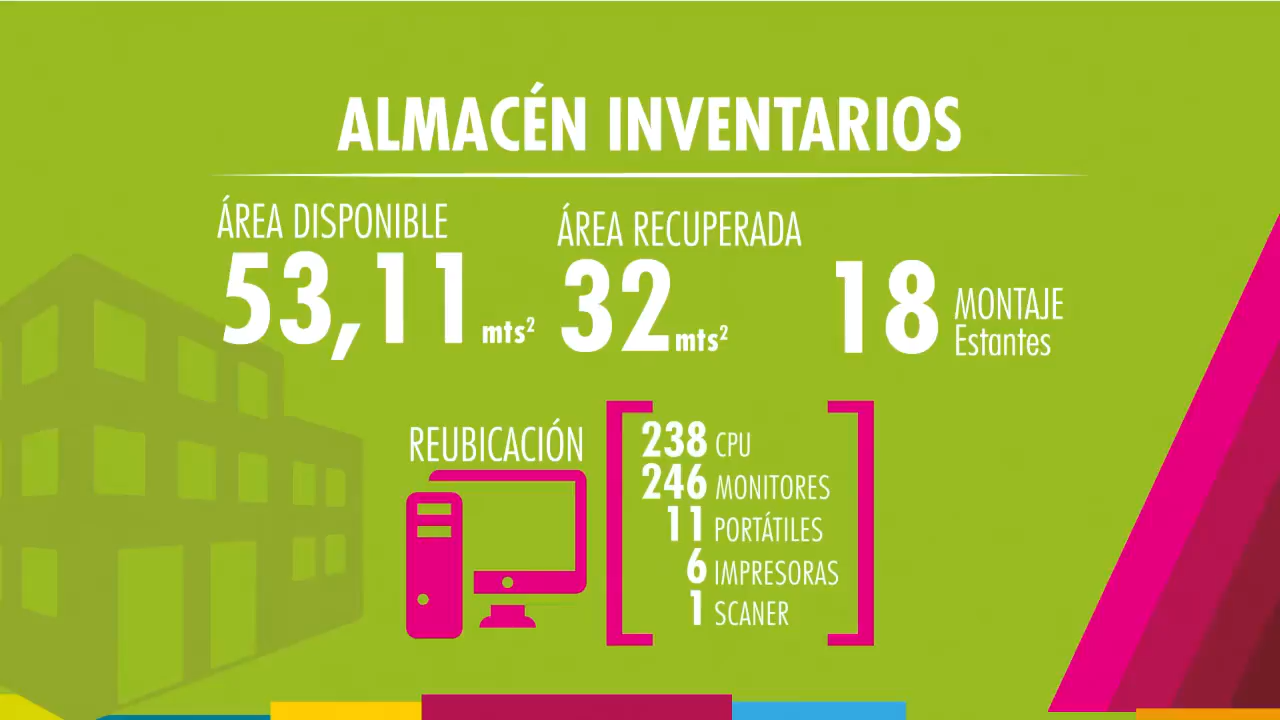 ALMACÉN INVENTARIOS
ÁREA DISPONIBLE
53,11 mts²
ÁREA RECUPERADA
32 mts²
18 MONTAJE
Estantes
REUBICACIÓN
238 CPU
246 MONITORES
11 PORTÁTILES
6 IMPRESORAS
1 SCANER